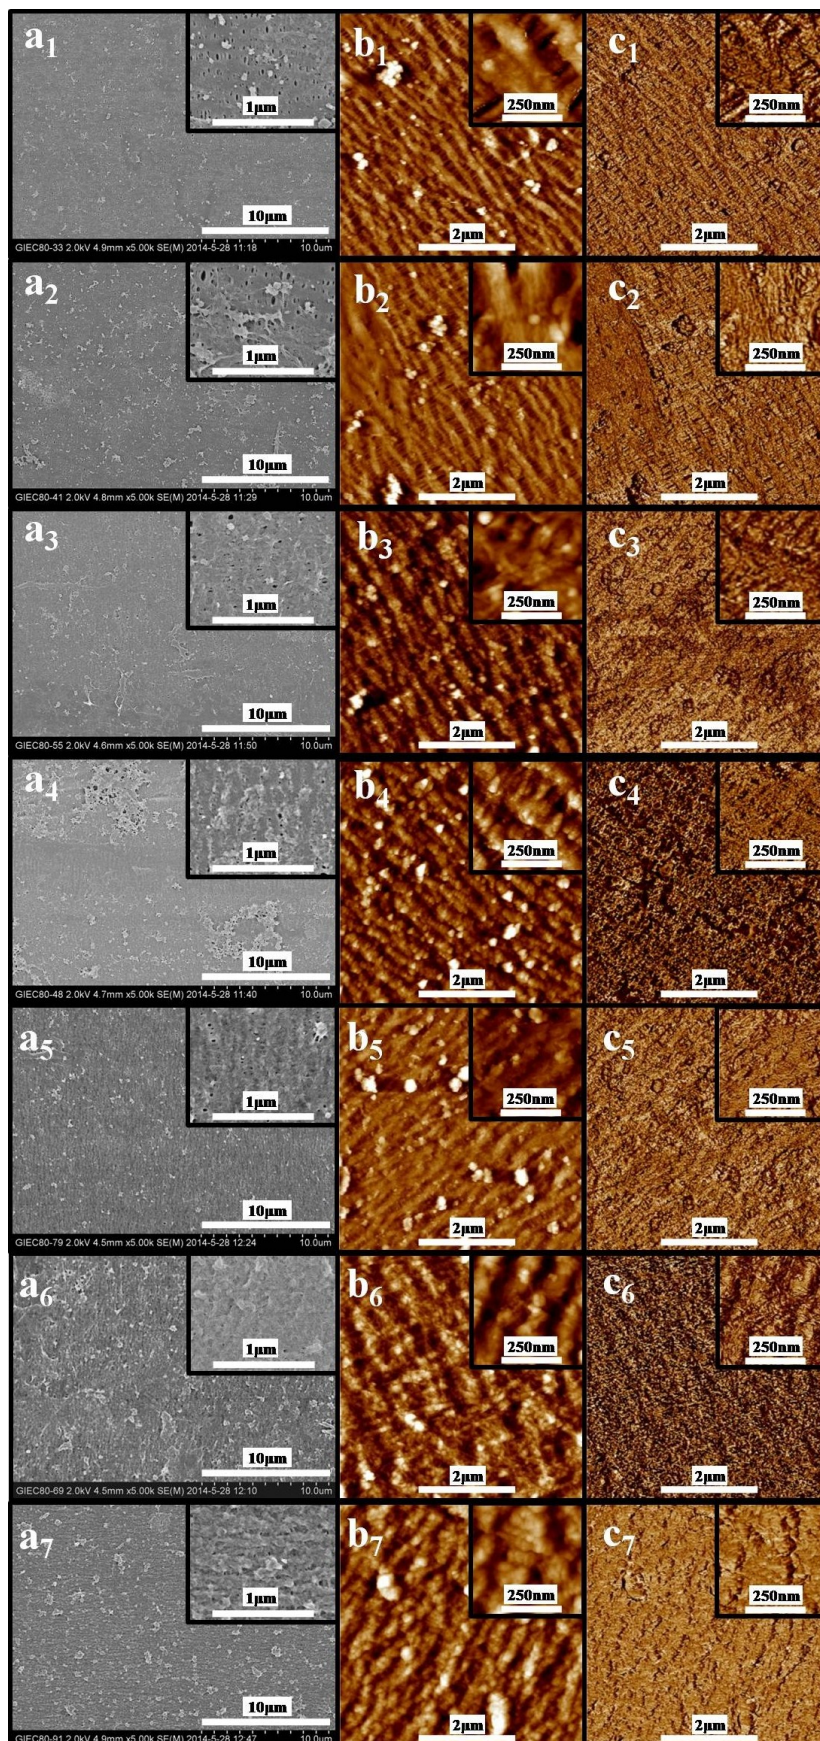 a1
1μm
10μm
GIEC80-33 2.0kV 4.9mm x5.00k SE(M) 2014-5-28 11:18 10.0um
b1
250nm
2μm
c1
250nm
2μm
a2
1μm
10μm
GIEC80-41 2.0kV 4.8mm x5.00k SE(M) 2014-5-28 11:29 10.0um
b2
250nm
2μm
c2
250nm
2μm
a3
1μm
10μm
GIEC80-55 2.0kV 4.6mm x5.00k SE(M) 2014-5-28 11:50 10.0um
b3
250nm
2μm
c3
250nm
2μm
a4
1μm
10μm
GIEC80-48 2.0kV 4.7mm x5.00k SE(M) 2014-5-28 11:40 10.0um
b4
250nm
2μm
c4
250nm
2μm
a5
1μm
10μm
GIEC80-79 2.0kV 4.5mm x5.00k SE(M) 2014-5-28 12:24 10.0um
b5
250nm
2μm
c5
250nm
2μm
a6
1μm
10μm
GIEC80-69 2.0kV 4.5mm x5.00k SE(M) 2014-5-28 12:10 10.0um
b6
250nm
2μm
c6
250nm
2μm
a7
1μm
10μm
GIEC80-91 2.0kV 4.9mm x5.00k SE(M) 2014-5-28 12:47 10.0um
b7
250nm
2μm
c7
250nm
2μm